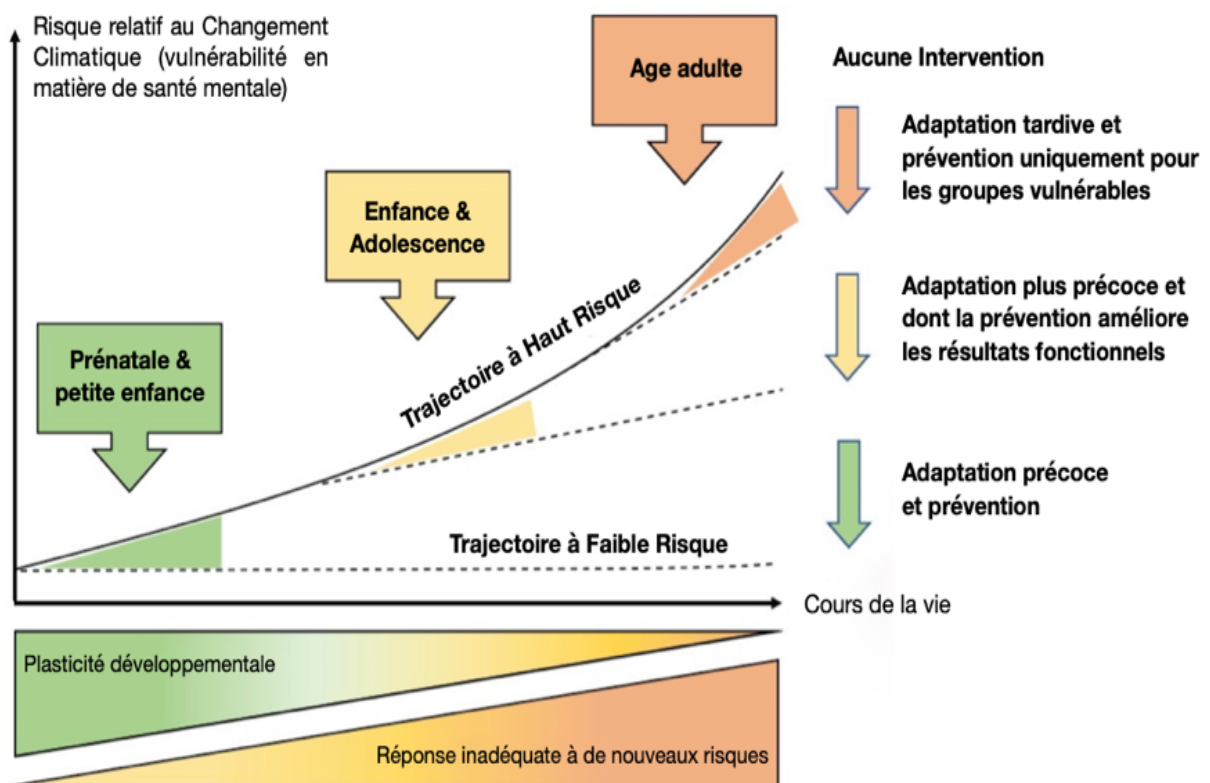 Risque relatif au Changement
Climatique (vulnérabilité en
matière de santé mentale)
Age adulte
Aucune Intervention
Adaptation tardive et
prévention uniquement pour
les groupes vulnérables
Enfance &
Adolescence
Adaptation plus précoce et
dont la prévention améliore
les résultats fonctionnels
Trajectoire à Haut Risque
Prénatale &
petite enfance
Adaptation précoce
et prévention
Trajectoire à Faible Risque
Cours de la vie
Plasticité développementale
Réponse inadéquate à de nouveaux risques